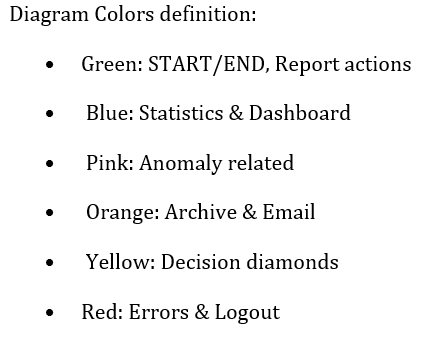 Diagram Colors definition:
• Green: START/END, Report actions
• Blue: Statistics & Dashboard
• Pink: Anomaly related
• Orange: Archive & Email
• Yellow: Decision diamonds
• Red: Errors & Logout